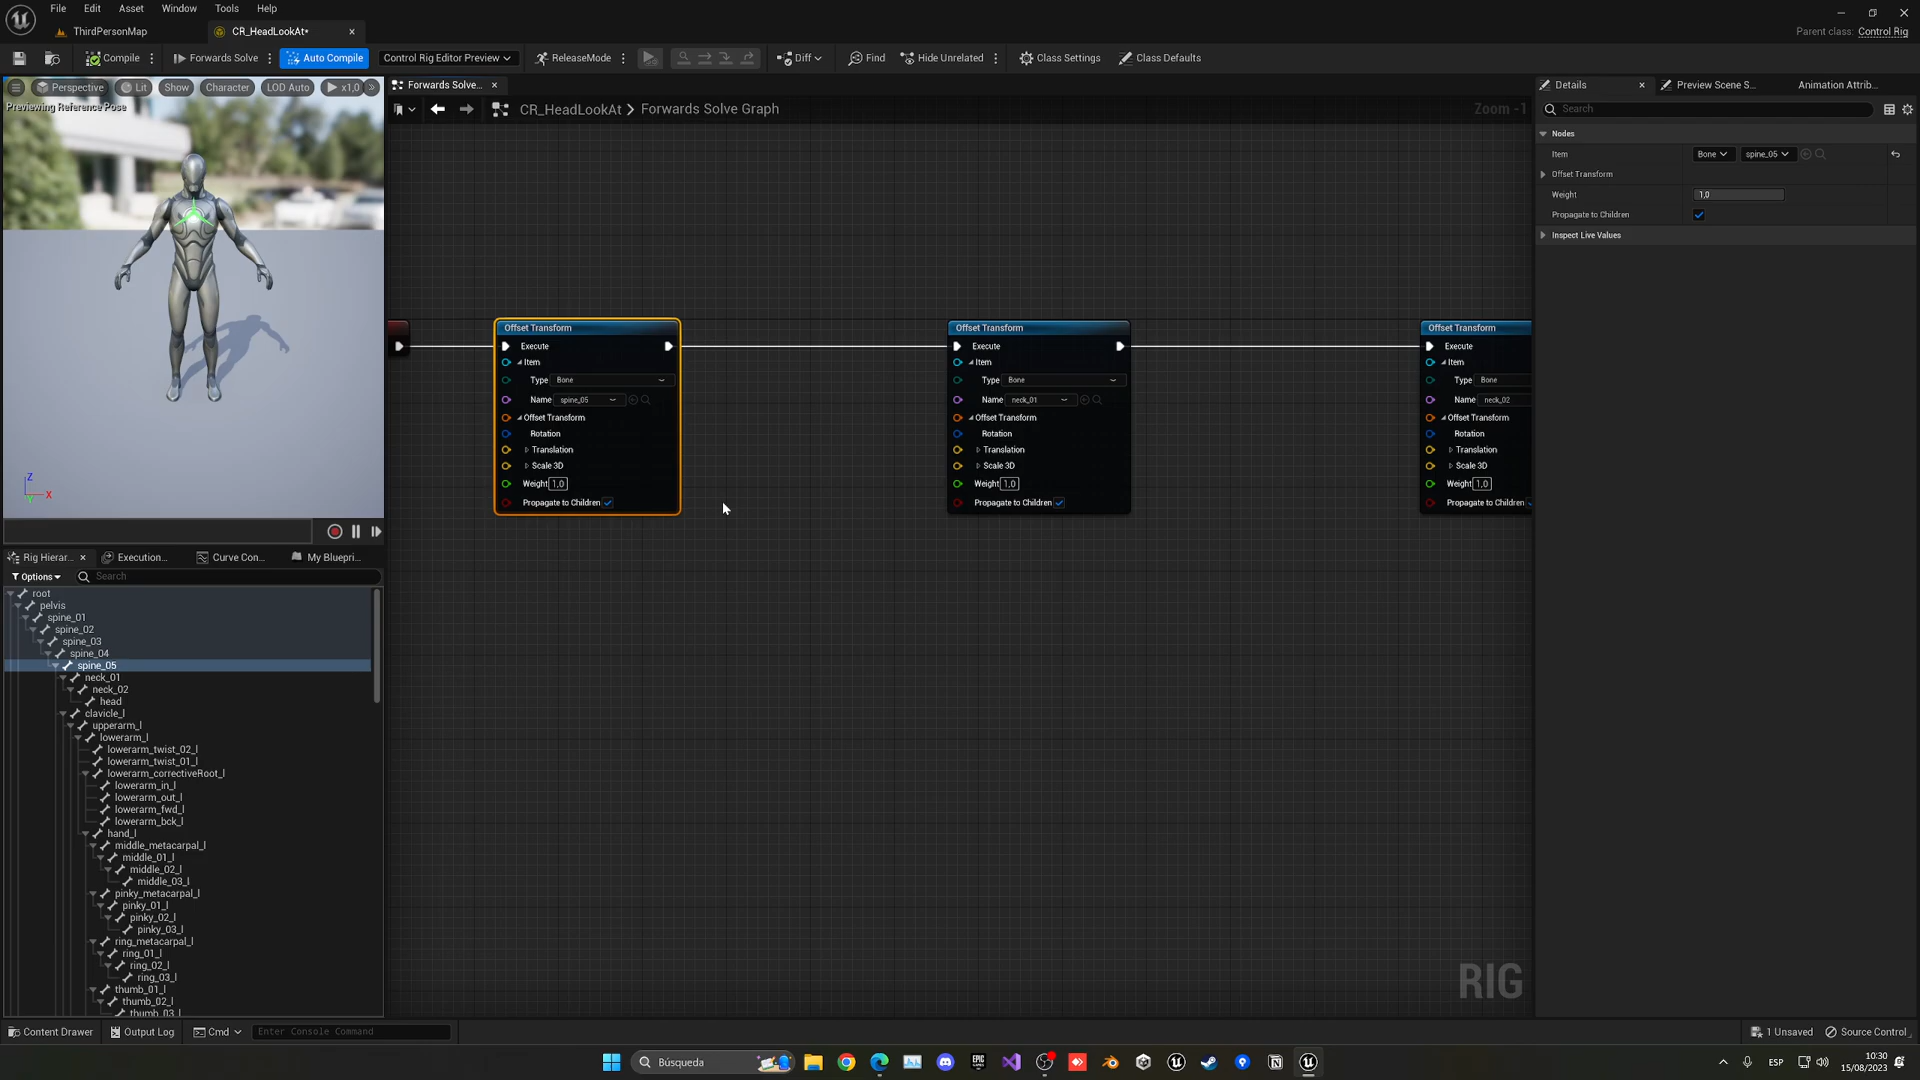 File Edit Asset Window Tools Help
ThirdPersonMap
CR_HeadLookAt*
Parent class: Control Rig
Compile
Forwards Solve
Auto Compile
Control Rig Editor Preview
ReleaseMode
Diff
Find
Hide Unrelated
Class Settings
Class Defaults
Perspective
Lit
Show
Character
LOD Auto
x1,0
Previewing Reference Pose
Z
X
Forwards Solve...
CR_HeadLookAt > Forwards Solve Graph
Zoom -1
Offset Transform
Execute
Item
Type Bone
Name spine_05
Offset Transform
Rotation
Translation
Scale 3D
Weight 1,0
Propagate to Children
Offset Transform
Execute
Item
Type Bone
Name neck_01
Offset Transform
Rotation
Translation
Scale 3D
Weight 1,0
Propagate to Children
Offset Transform
Execute
Item
Type Bone
Name neck_02
Offset Transform
Rotation
Translation
Scale 3D
Weight 1,0
Propagate to Children
RIG
Details
Preview Scene S...
Animation Attrib...
Search
Nodes
Item Bone spine_05
Offset Transform
Weight 1,0
Propagate to Children
Inspect Live Values
Rig Hierar...
Execution...
Curve Con...
My Bluepri...
Options
Search
root
pelvis
spine_01
spine_02
spine_03
spine_04
spine_05
neck_01
neck_02
head
clavicle_l
upperarm_l
lowerarm_l
lowerarm_twist_02_l
lowerarm_twist_01_l
lowerarm_correctiveRoot_l
lowerarm_in_l
lowerarm_out_l
lowerarm_fwd_l
lowerarm_bck_l
hand_l
middle_metacarpal_l
middle_01_l
middle_02_l
middle_03_l
pinky_metacarpal_l
pinky_01_l
pinky_02_l
pinky_03_l
ring_metacarpal_l
ring_01_l
ring_02_l
ring_03_l
thumb_01_l
thumb_02_l
thumb_03_l
Content Drawer
Output Log
Cmd
Enter Console Command
1 Unsaved
Source Control
Búsqueda
EPIC GAMES
ESP
10:30
15/08/2023